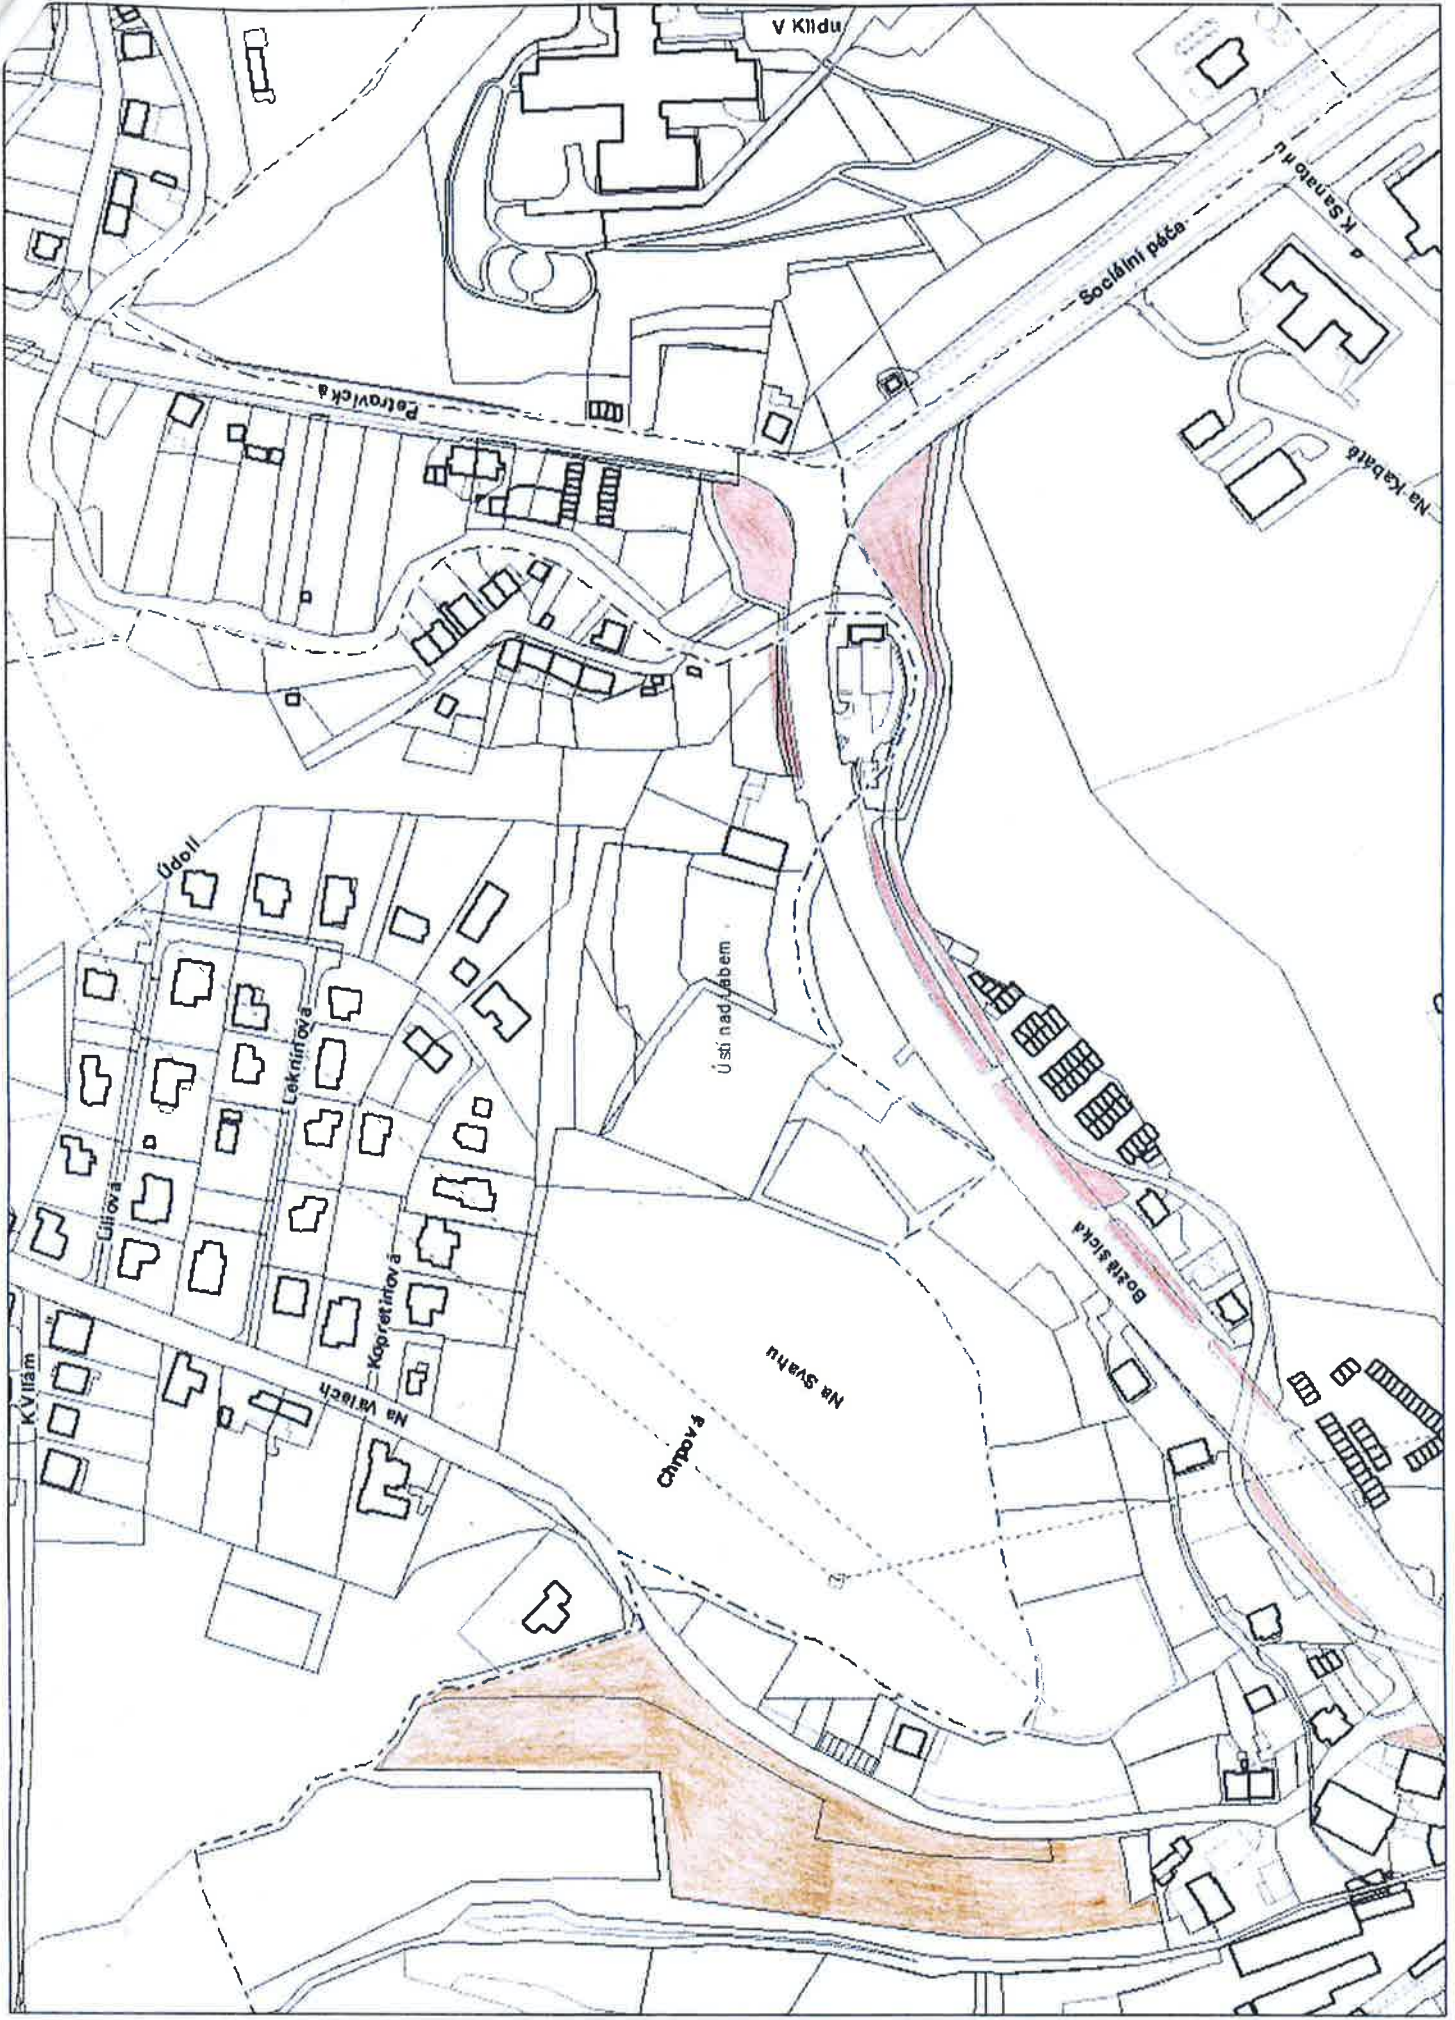 V Klidu
K Sanatoriu
Sociální péče
Petrovická
Na Kabátě
Údolí
Ústí nad Labem
Leknínová
Liliová
Božtěšická
Kopretinová
K Vilám
Na Valech
Na Svahu
Chrpová